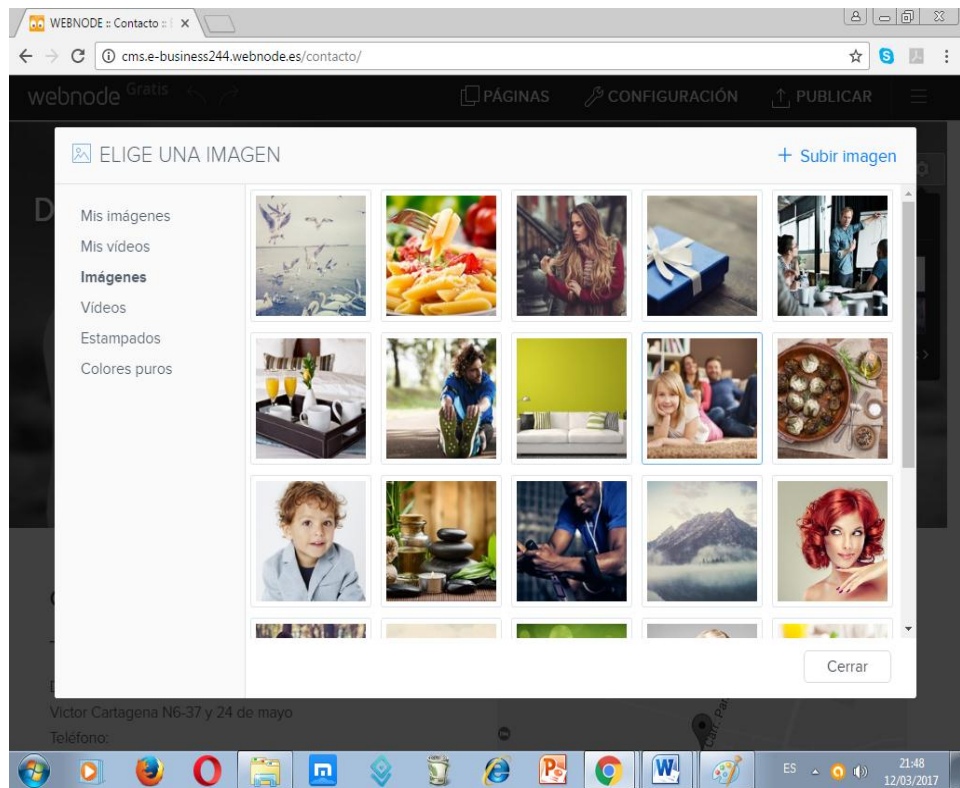 WEBNODE :: Contacto ::
cms.e-business244.webnode.es/contacto/
webnode Gratis
PÁGINAS
CONFIGURACIÓN
PUBLICAR
ELIGE UNA IMAGEN
+ Subir imagen
Mis imágenes
Mis vídeos
Imágenes
Vídeos
Estampados
Colores puros
Cerrar
Victor Cartagena N6-37 y 24 de mayo
Teléfono:
ES
21:48
12/03/2017